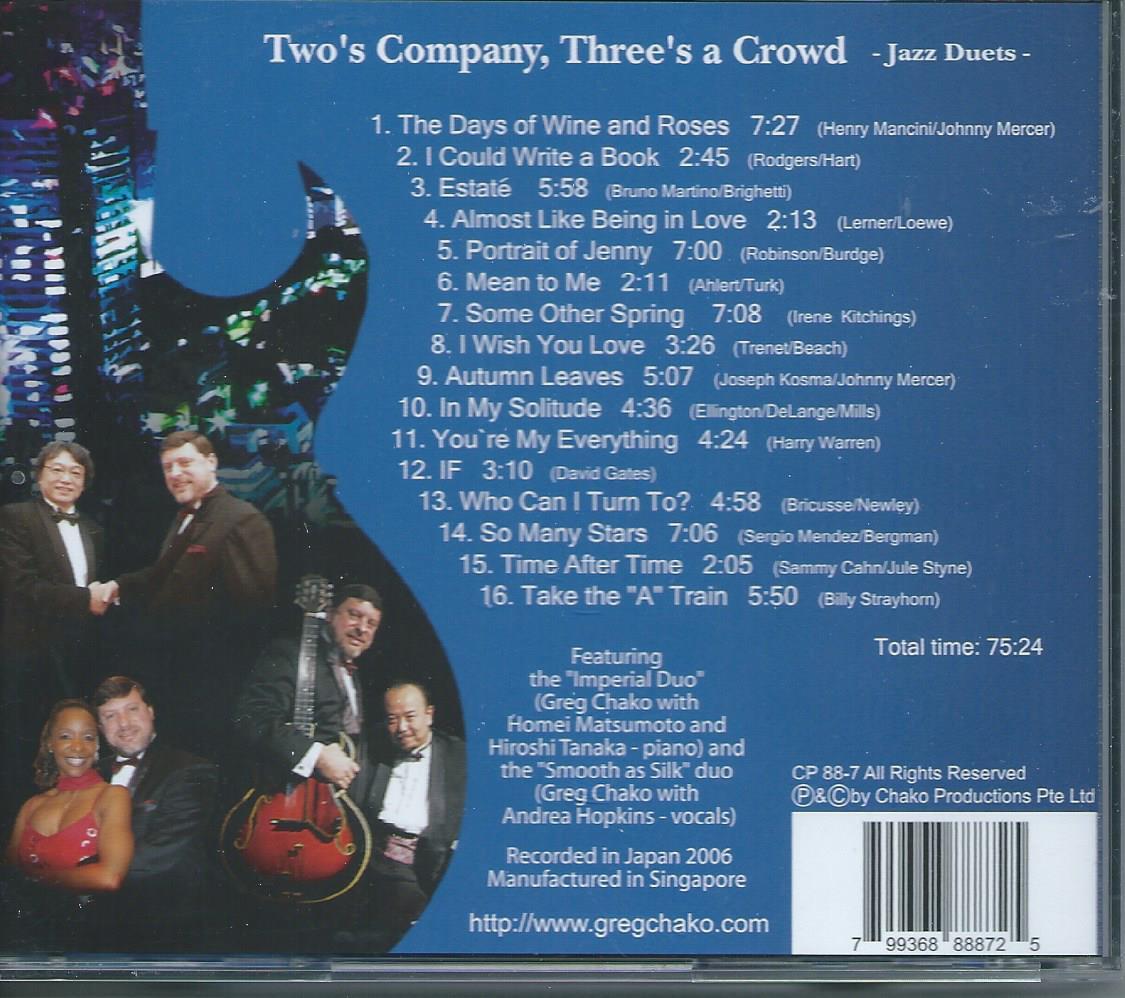 Two's Company, Three's a Crowd - Jazz Duets -
1. The Days of Wine and Roses 7:27 (Henry Mancini/Johnny Mercer)
2. I Could Write a Book 2:45 (Rodgers/Hart)
3. Estaté 5:58 (Bruno Martino/Brighetti)
4. Almost Like Being in Love 2:13 (Lerner/Loewe)
5. Portrait of Jenny 7:00 (Robinson/Burdge)
6. Mean to Me 2:11 (Ahlert/Turk)
7. Some Other Spring 7:08 (Irene Kitchings)
8. I Wish You Love 3:26 (Trenet/Beach)
9. Autumn Leaves 5:07 (Joseph Kosma/Johnny Mercer)
10. In My Solitude 4:36 (Ellington/DeLange/Mills)
11. You`re My Everything 4:24 (Harry Warren)
12. IF 3:10 (David Gates)
13. Who Can I Turn To? 4:58 (Bricusse/Newley)
14. So Many Stars 7:06 (Sergio Mendez/Bergman)
15. Time After Time 2:05 (Sammy Cahn/Jule Styne)
16. Take the "A" Train 5:50 (Billy Strayhorn)
Total time: 75:24
Featuring
the "Imperial Duo"
(Greg Chako with
Homei Matsumoto and
Hiroshi Tanaka - piano) and
the "Smooth as Silk" duo
(Greg Chako with
Andrea Hopkins - vocals)
Recorded in Japan 2006
Manufactured in Singapore
http://www.gregchako.com
CP 88-7 All Rights Reserved
Ⓟ&Ⓒby Chako Productions Pte Ltd
7 99368 88872 5